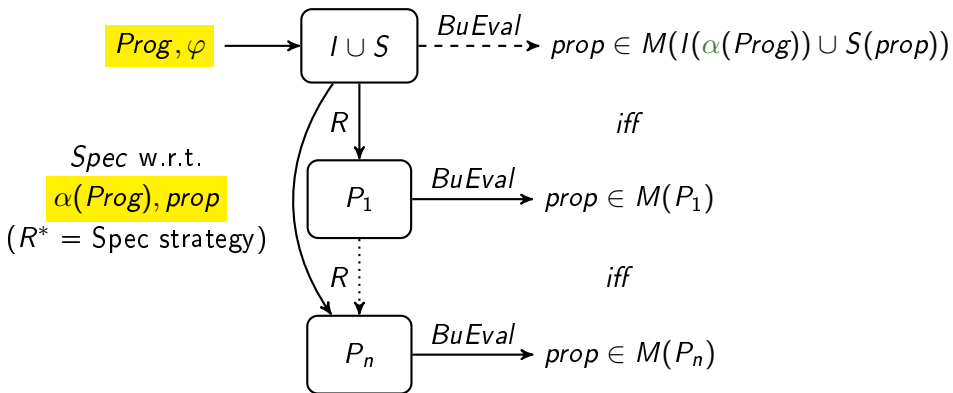 Prog, φ
I ∪ S
BuEval
prop ∈ M(I(α(Prog)) ∪ S(prop))
R
iff
Spec w.r.t.
α(Prog), prop
(R* = Spec strategy)
P₁
BuEval
prop ∈ M(P₁)
R
iff
Pₙ
BuEval
prop ∈ M(Pₙ)